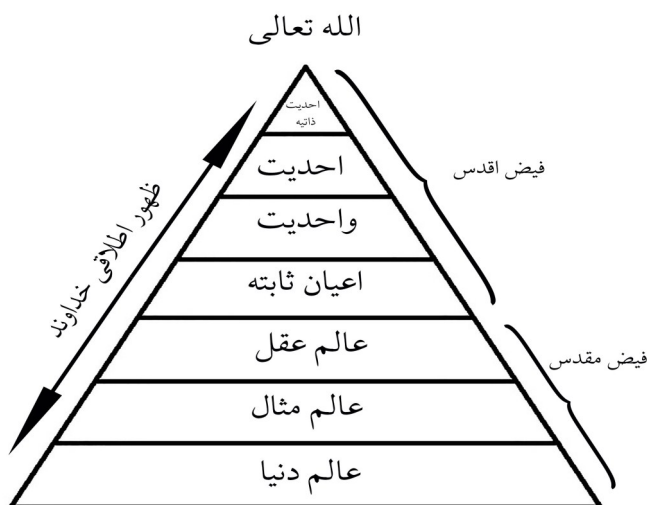 الله تعالی
احدیت
ذاتیه
احدیت
فیض اقدس
واحدیت
ظهور اطلاقی خداوند
اعیان ثابته
عالم عقل
فیض مقدس
عالم مثال
عالم دنیا